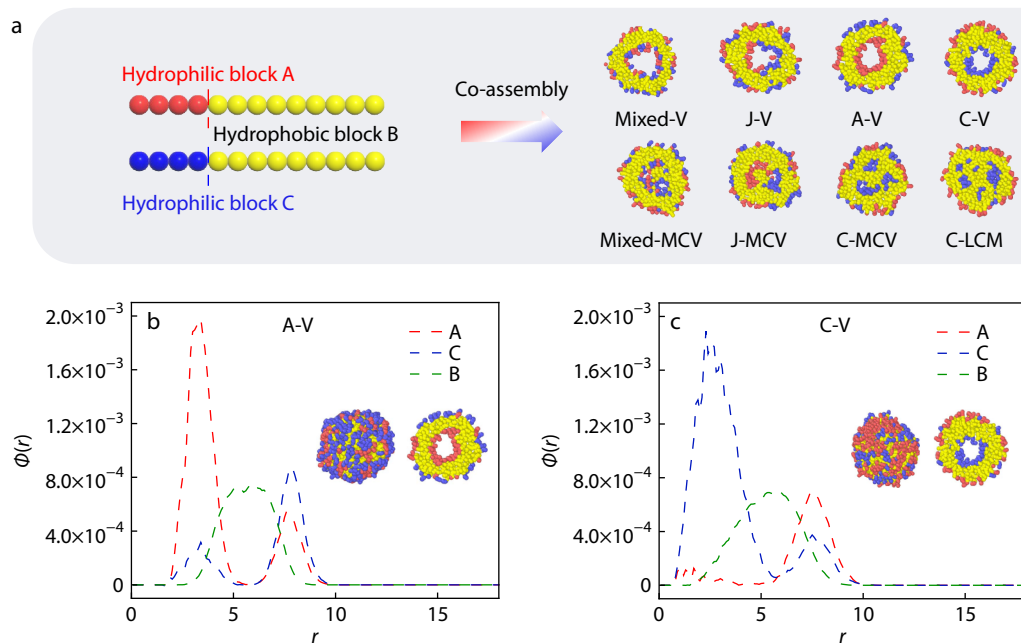 a
Hydrophilic block A
Hydrophobic block B
Hydrophilic block C
Co-assembly
Mixed-V J-V A-V C-V
Mixed-MCV J-MCV C-MCV C-LCM
b A-V
A
C
B
2.0×10⁻³
1.6×10⁻³
1.2×10⁻³
8.0×10⁻⁴
4.0×10⁻⁴
0
Φ(r)
0 5 10 15
r
c C-V
A
C
B
2.0×10⁻³
1.6×10⁻³
1.2×10⁻³
8.0×10⁻⁴
4.0×10⁻⁴
0
Φ(r)
0 5 10 15
r